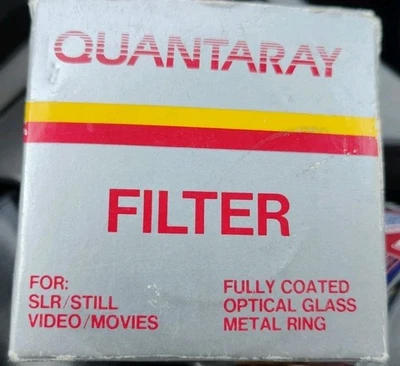 QUANTARAY
FILTER
FOR:
SLR/STILL
VIDEO/MOVIES
FULLY COATED
OPTICAL GLASS
METAL RING